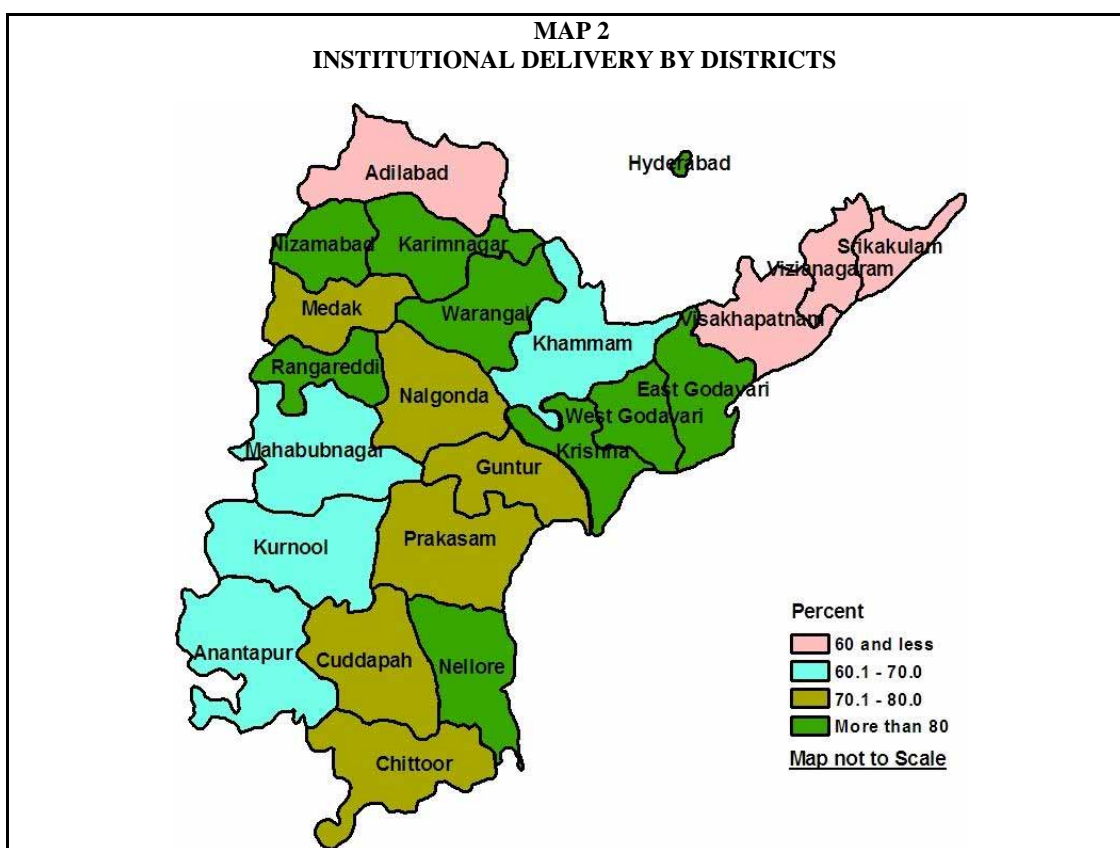 MAP 2
INSTITUTIONAL DELIVERY BY DISTRICTS
Hyderabad
Adilabad
Nizamabad
Karimnagar
Srikakulam
Vizianagaram
Medak
Warangal
Visakhapatnam
Khammam
Rangareddi
Nalgonda
East Godavari
West Godavari
Mahabubnagar
Krishna
Guntur
Kurnool
Prakasam
Anantapur
Cuddapah
Nellore
Chittoor
Percent
60 and less
60.1 - 70.0
70.1 - 80.0
More than 80
Map not to Scale